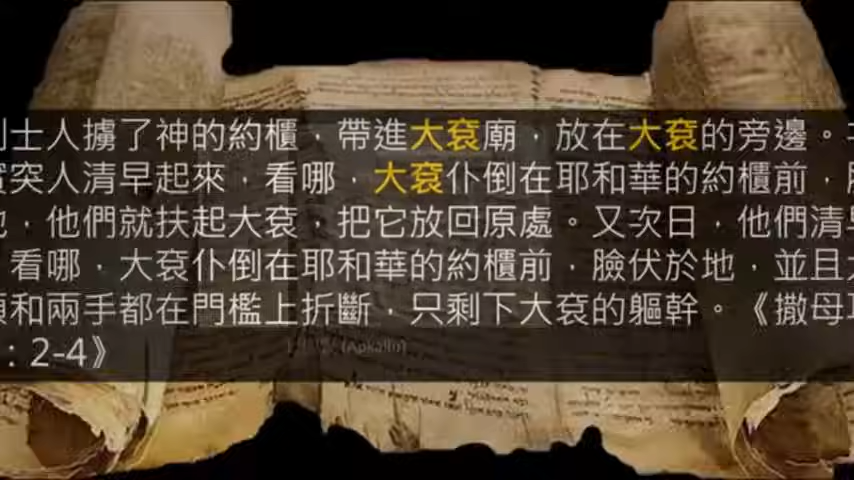 士人擄了神的約櫃，帶進大袞廟，放在大袞的旁邊。
突人清早起來，看哪，大袞仆倒在耶和華的約櫃前，
，他們就扶起大袞，把它放回原處。又次日，他們清早
看哪，大袞仆倒在耶和華的約櫃前，臉伏於地，並且
和兩手都在門檻上折斷，只剩下大袞的軀幹。《撒母耳
：2-4》
(Apkallu)